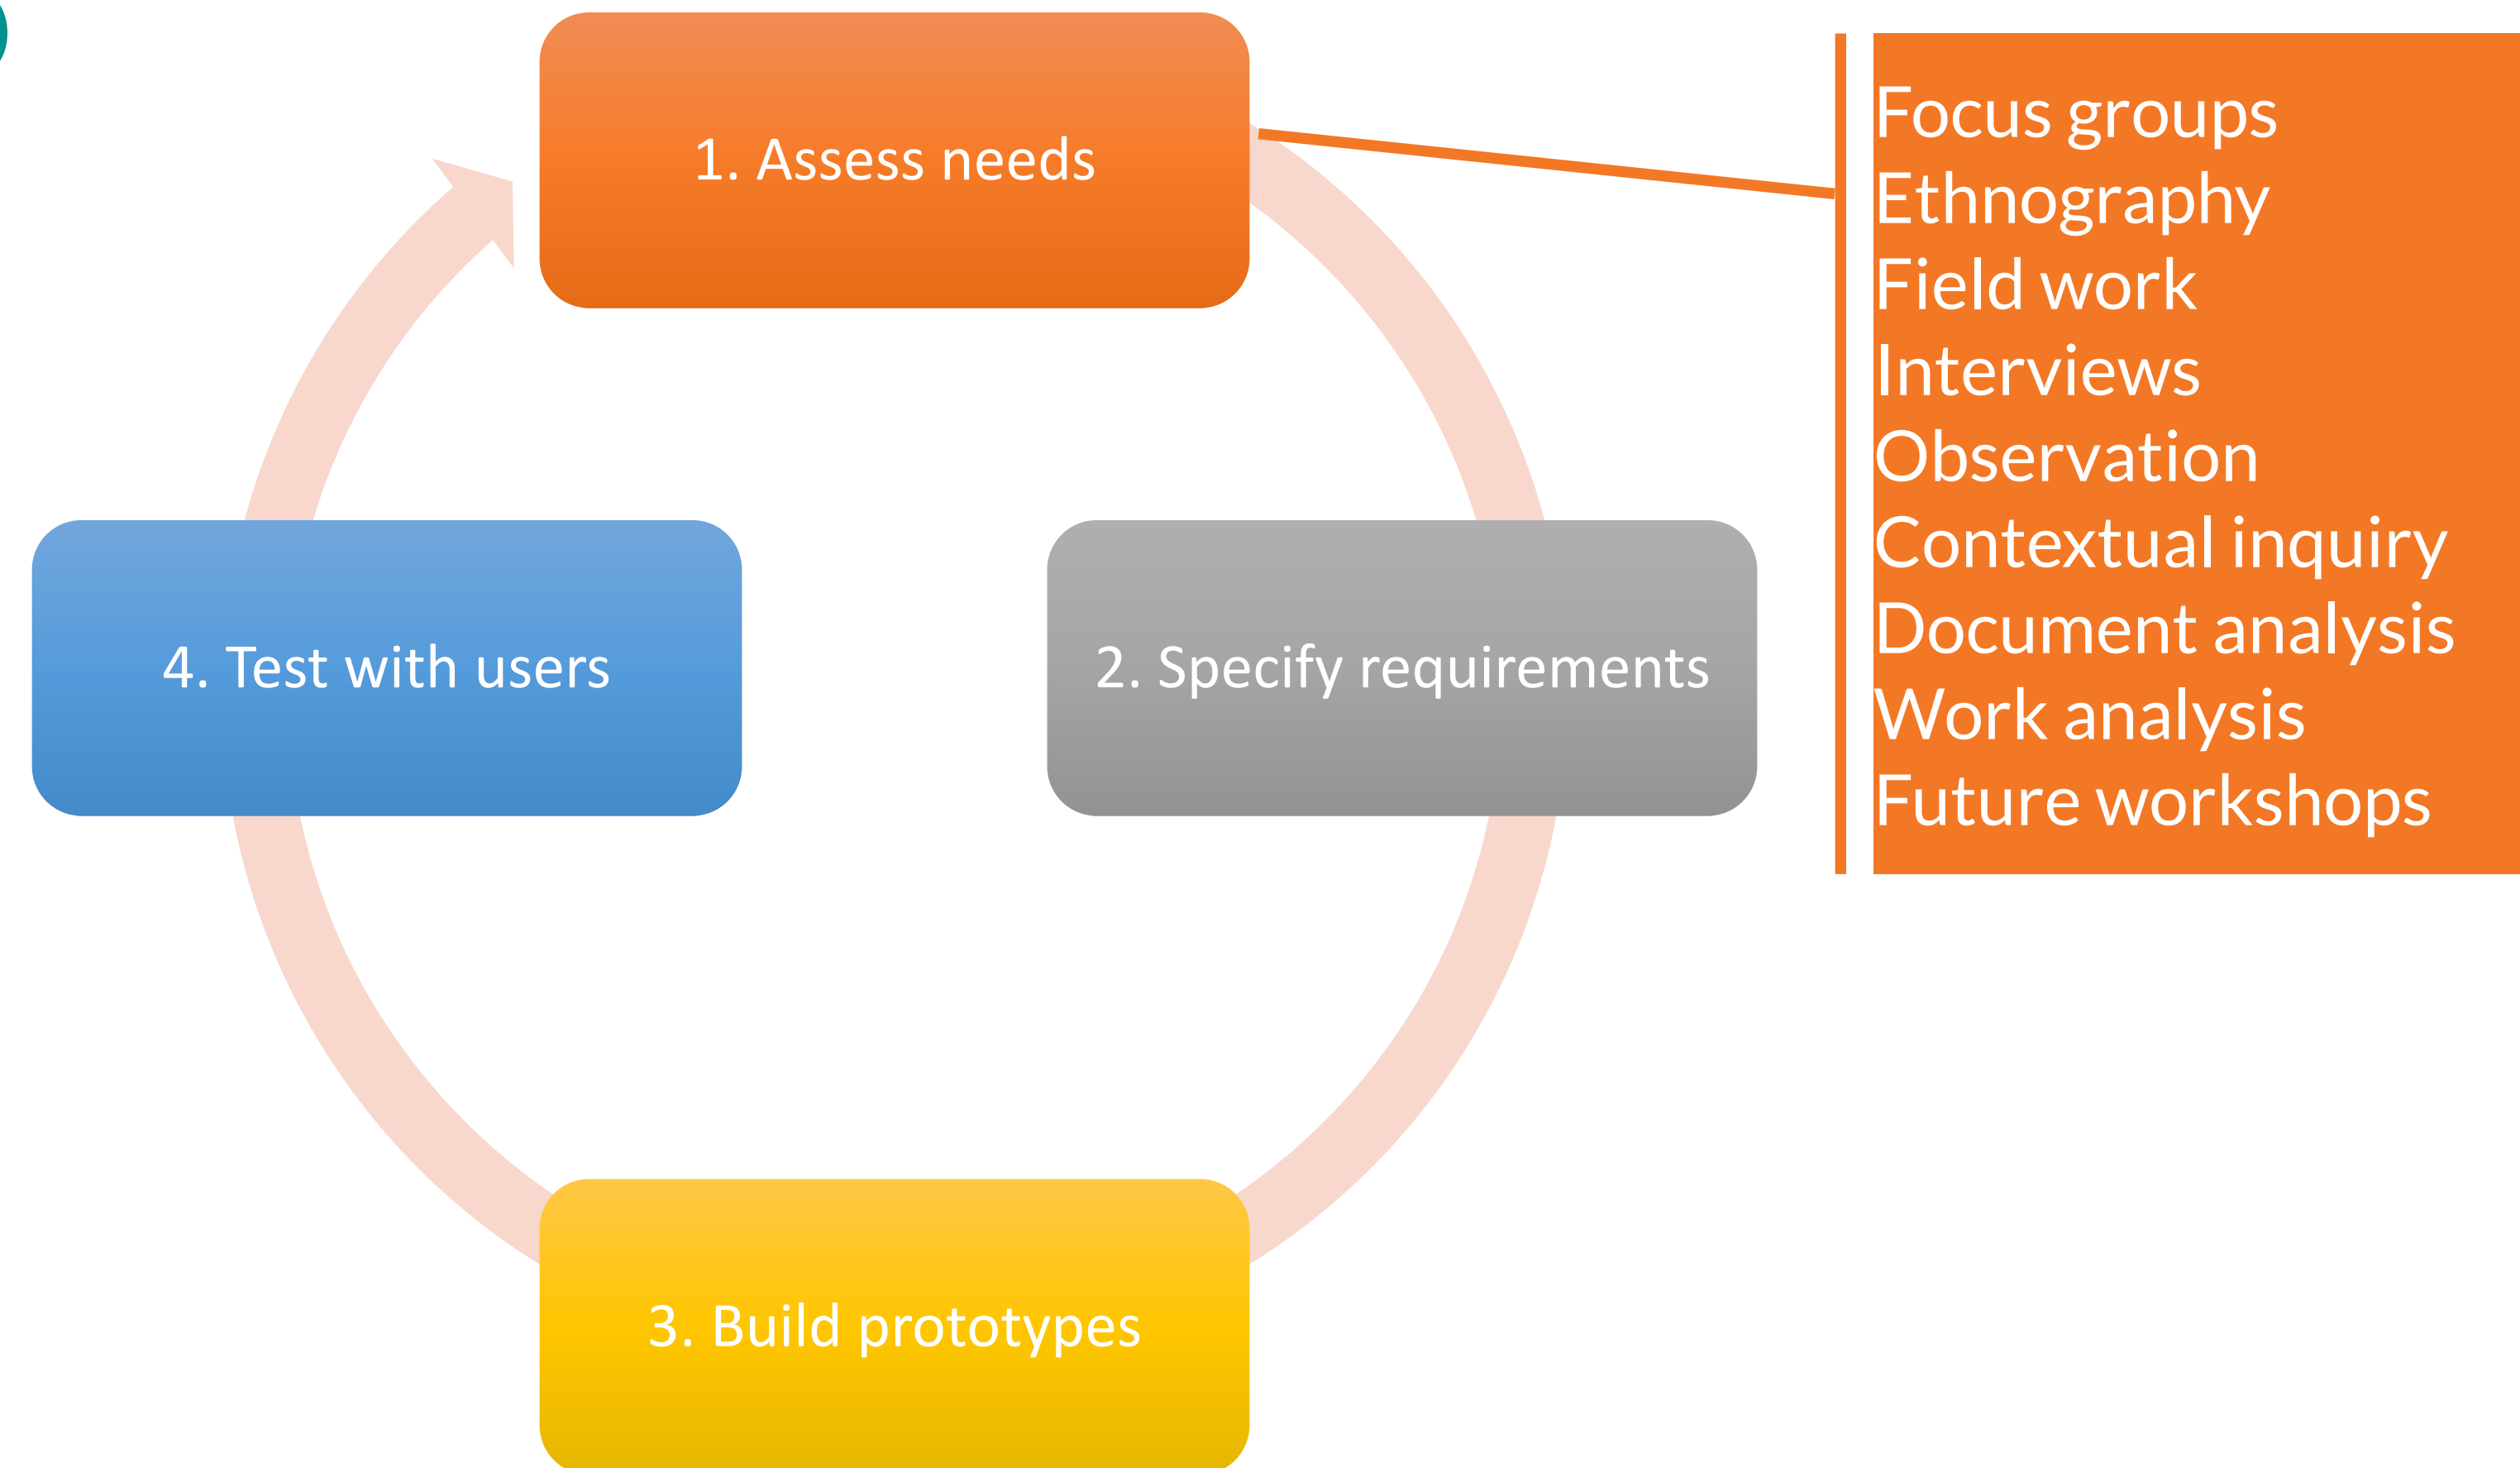 1. Assess needs
2. Specify requirements
3. Build prototypes
4. Test with users
Focus groups
Ethnography
Field work
Interviews
Observation
Contextual inquiry
Document analysis
Work analysis
Future workshops